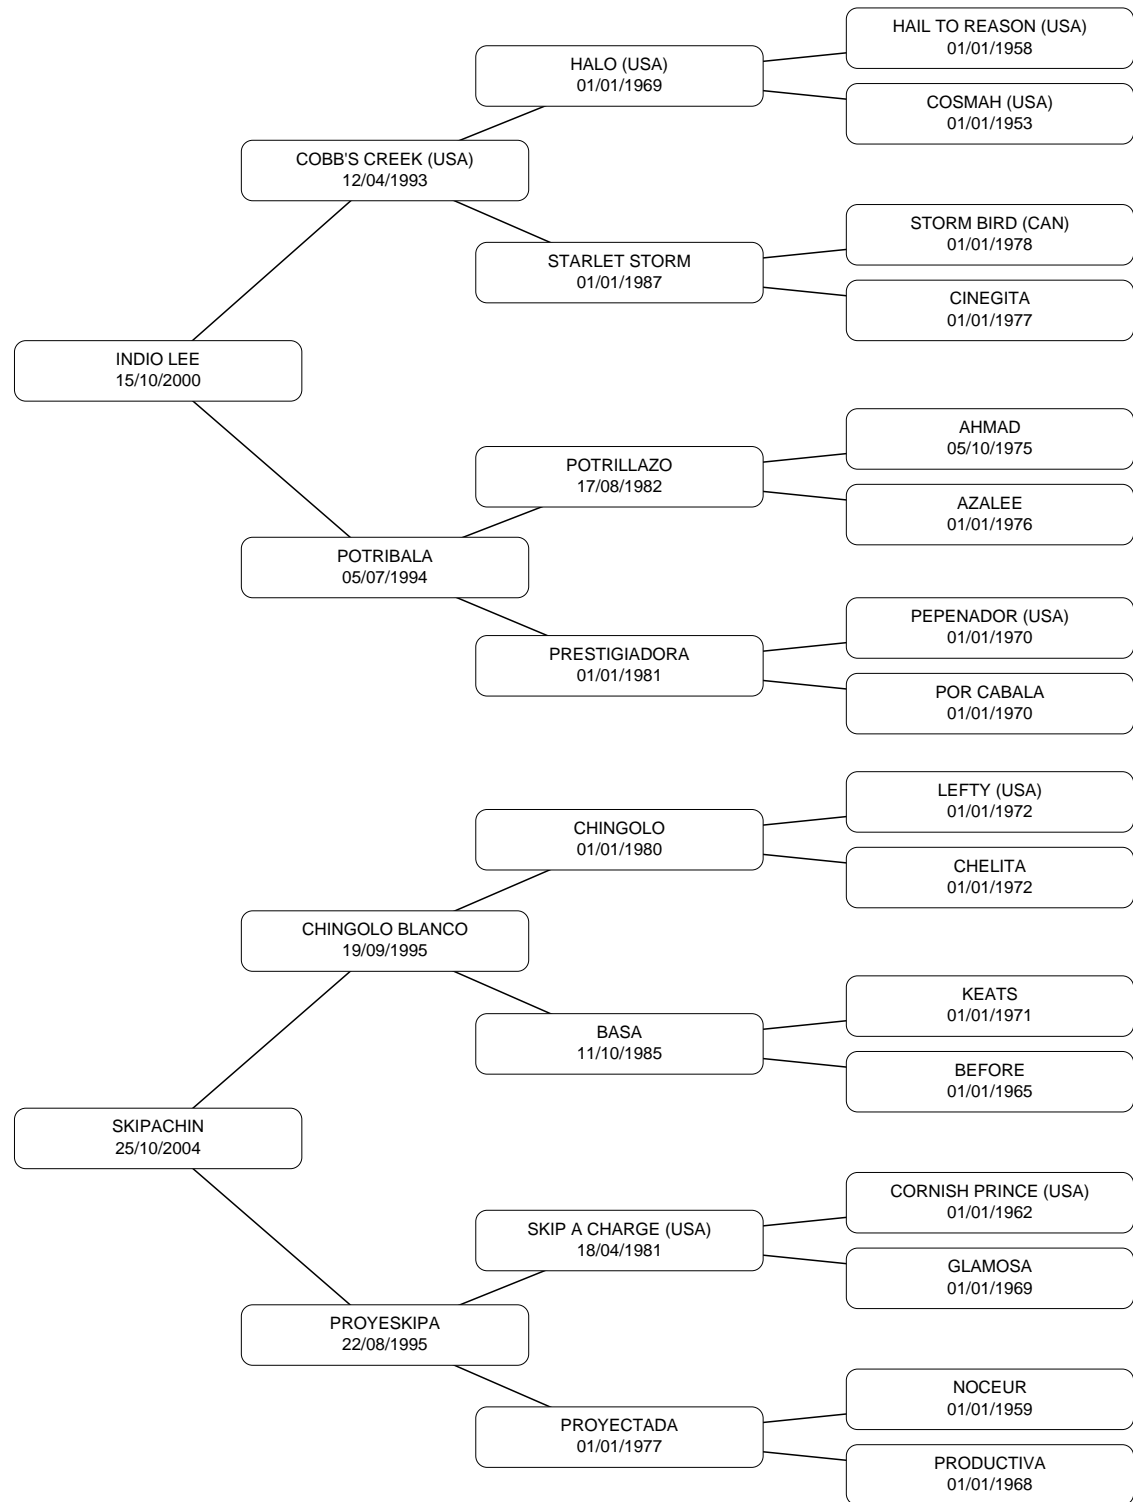 HAIL TO REASON (USA)
01/01/1958
HALO (USA)
01/01/1969
COSMAH (USA)
01/01/1953
COBB'S CREEK (USA)
12/04/1993
STORM BIRD (CAN)
01/01/1978
STARLET STORM
01/01/1987
CINEGITA
01/01/1977
INDIO LEE
15/10/2000
AHMAD
05/10/1975
POTRILLAZO
17/08/1982
AZALEE
01/01/1976
POTRIBALA
05/07/1994
PEPENADOR (USA)
01/01/1970
PRESTIGIADORA
01/01/1981
POR CABALA
01/01/1970
LEFTY (USA)
01/01/1972
CHINGOLO
01/01/1980
CHELITA
01/01/1972
CHINGOLO BLANCO
19/09/1995
KEATS
01/01/1971
BASA
11/10/1985
BEFORE
01/01/1965
SKIPACHIN
25/10/2004
CORNISH PRINCE (USA)
01/01/1962
SKIP A CHARGE (USA)
18/04/1981
GLAMOSA
01/01/1969
PROYESKIPA
22/08/1995
NOCEUR
01/01/1959
PROYECTADA
01/01/1977
PRODUCTIVA
01/01/1968